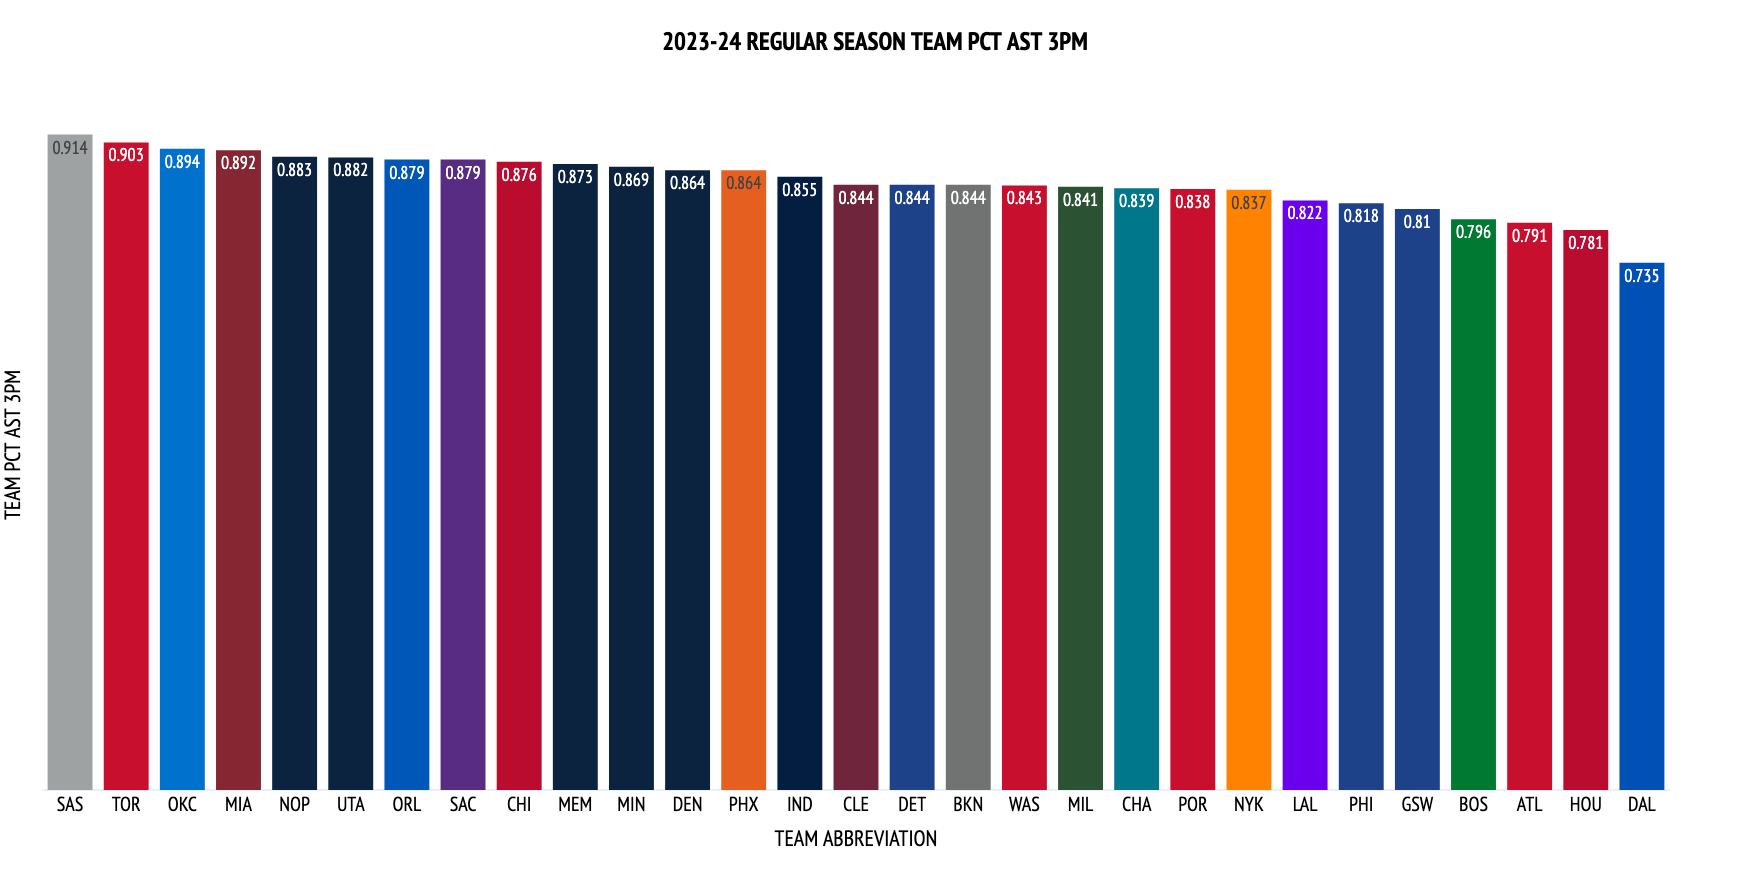 2023-24 REGULAR SEASON TEAM PCT AST 3PM
0.914 0.903 0.894 0.892 0.883 0.882 0.879 0.879 0.876 0.873 0.869 0.864 0.864 0.855 0.844 0.844 0.844 0.843 0.841 0.839 0.838 0.837 0.822 0.818 0.81 0.796 0.791 0.781 0.735
TEAM PCT AST 3PM
SAS TOR OKC MIA NOP UTA ORL SAC CHI MEM MIN DEN PHX IND CLE DET BKN WAS MIL CHA POR NYK LAL PHI GSW BOS ATL HOU DAL
TEAM ABBREVIATION